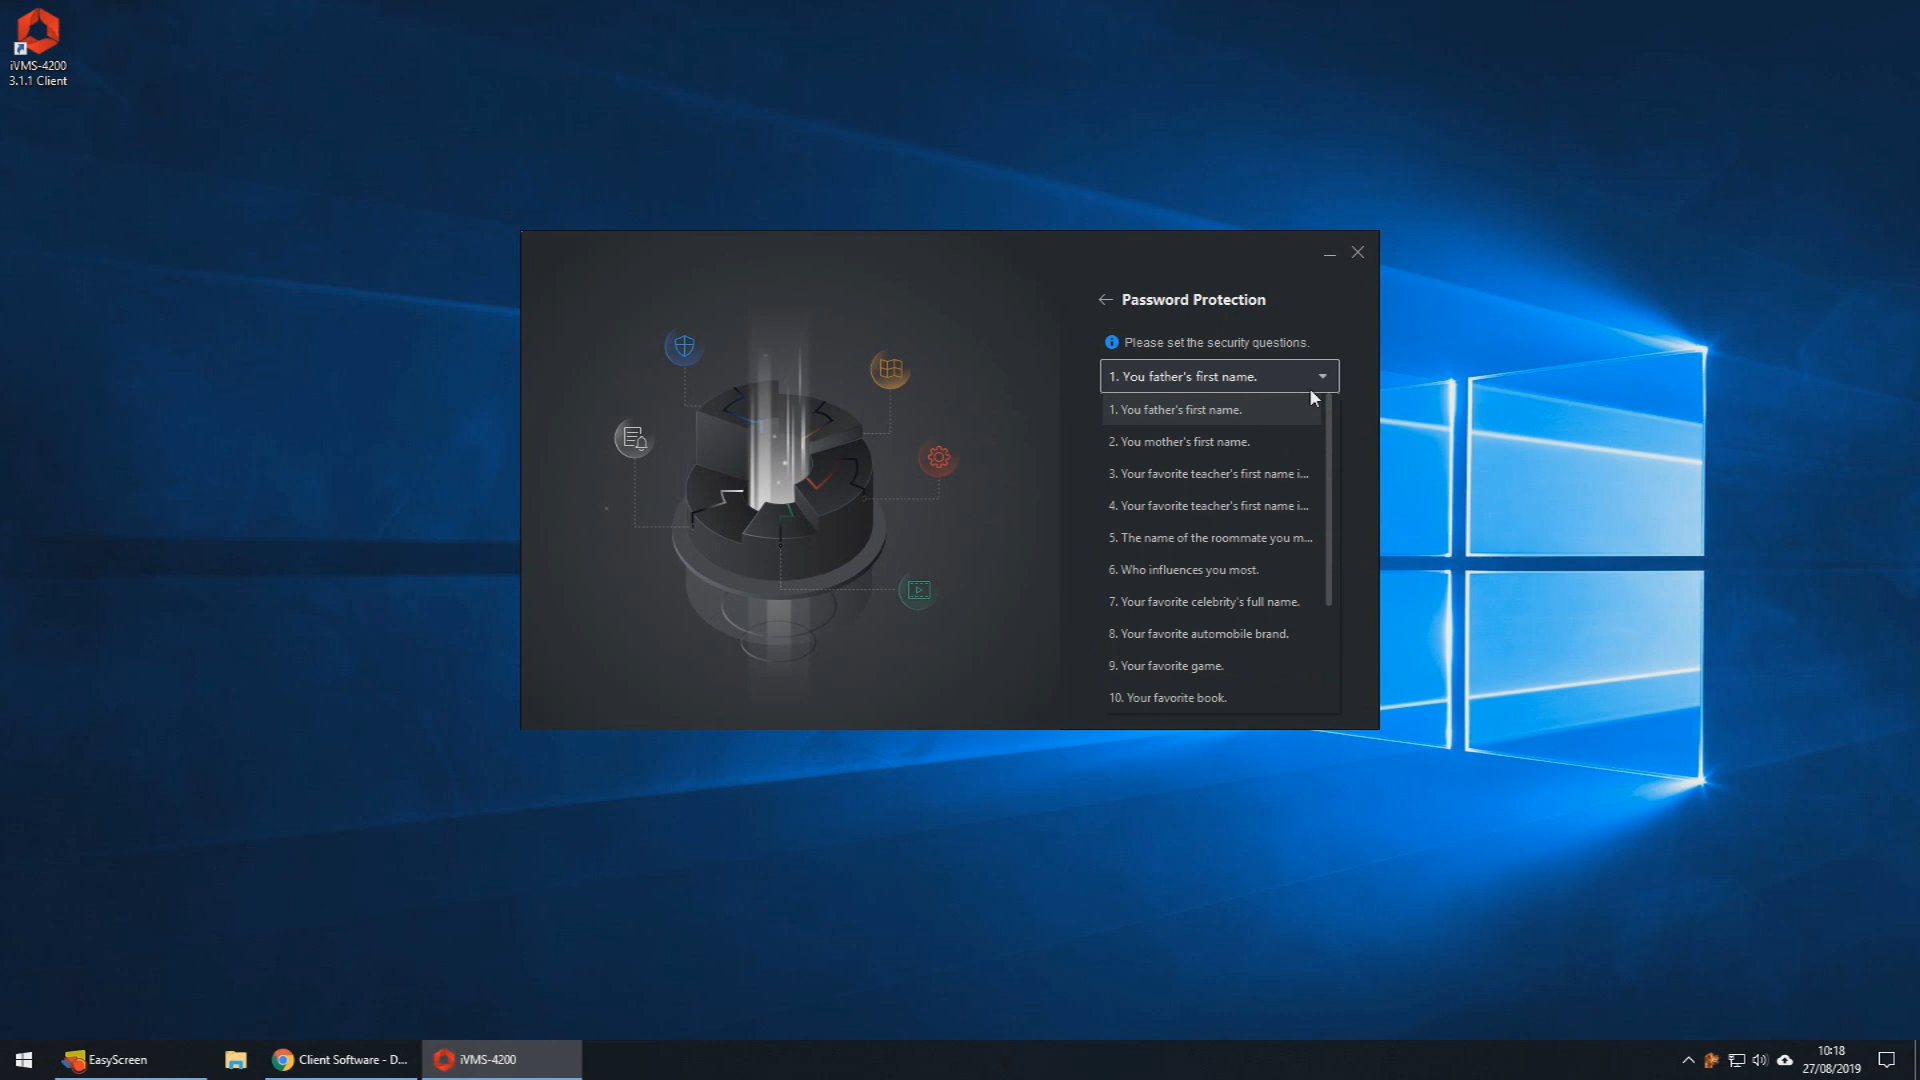 iVMS-4200
3.1.1 Client
Password Protection
Please set the security questions.
1. You father's first name.
1. You father's first name.
2. You mother's first name.
3. Your favorite teacher's first name i...
4. Your favorite teacher's first name i...
5. The name of the roommate you m...
6. Who influences you most.
7. Your favorite celebrity's full name.
8. Your favorite automobile brand.
9. Your favorite game.
10. Your favorite book.
EasyScreen
Client Software - D...
iVMS-4200
10:18
27/08/2019